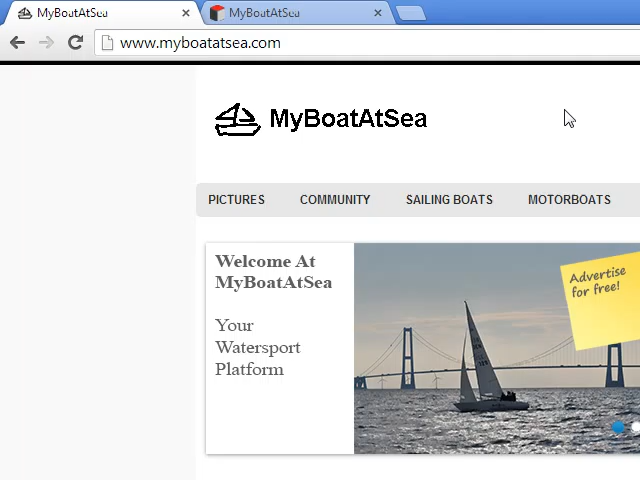 MyBoatAtSea
MyBoatAtSea
www.myboatatsea.com
MyBoatAtSea
PICTURES COMMUNITY SAILING BOATS MOTORBOATS
Welcome At
MyBoatAtSea
Your
Watersport
Platform
Advertise
for free!